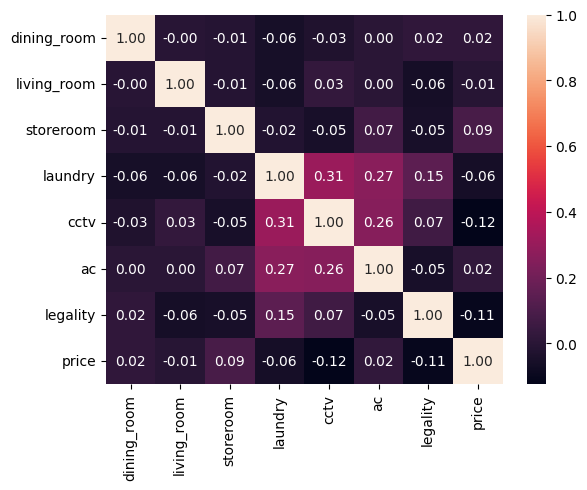 dining_room 1.00 -0.00 -0.01 -0.06 -0.03 0.00 0.02 0.02
living_room -0.00 1.00 -0.01 -0.06 0.03 0.00 -0.06 -0.01
storeroom -0.01 -0.01 1.00 -0.02 -0.05 0.07 -0.05 0.09
laundry -0.06 -0.06 -0.02 1.00 0.31 0.27 0.15 -0.06
cctv -0.03 0.03 -0.05 0.31 1.00 0.26 0.07 -0.12
ac 0.00 0.00 0.07 0.27 0.26 1.00 -0.05 0.02
legality 0.02 -0.06 -0.05 0.15 0.07 -0.05 1.00 -0.11
price 0.02 -0.01 0.09 -0.06 -0.12 0.02 -0.11 1.00
dining_room
living_room
storeroom
laundry
cctv
ac
legality
price
1.0
0.8
0.6
0.4
0.2
0.0